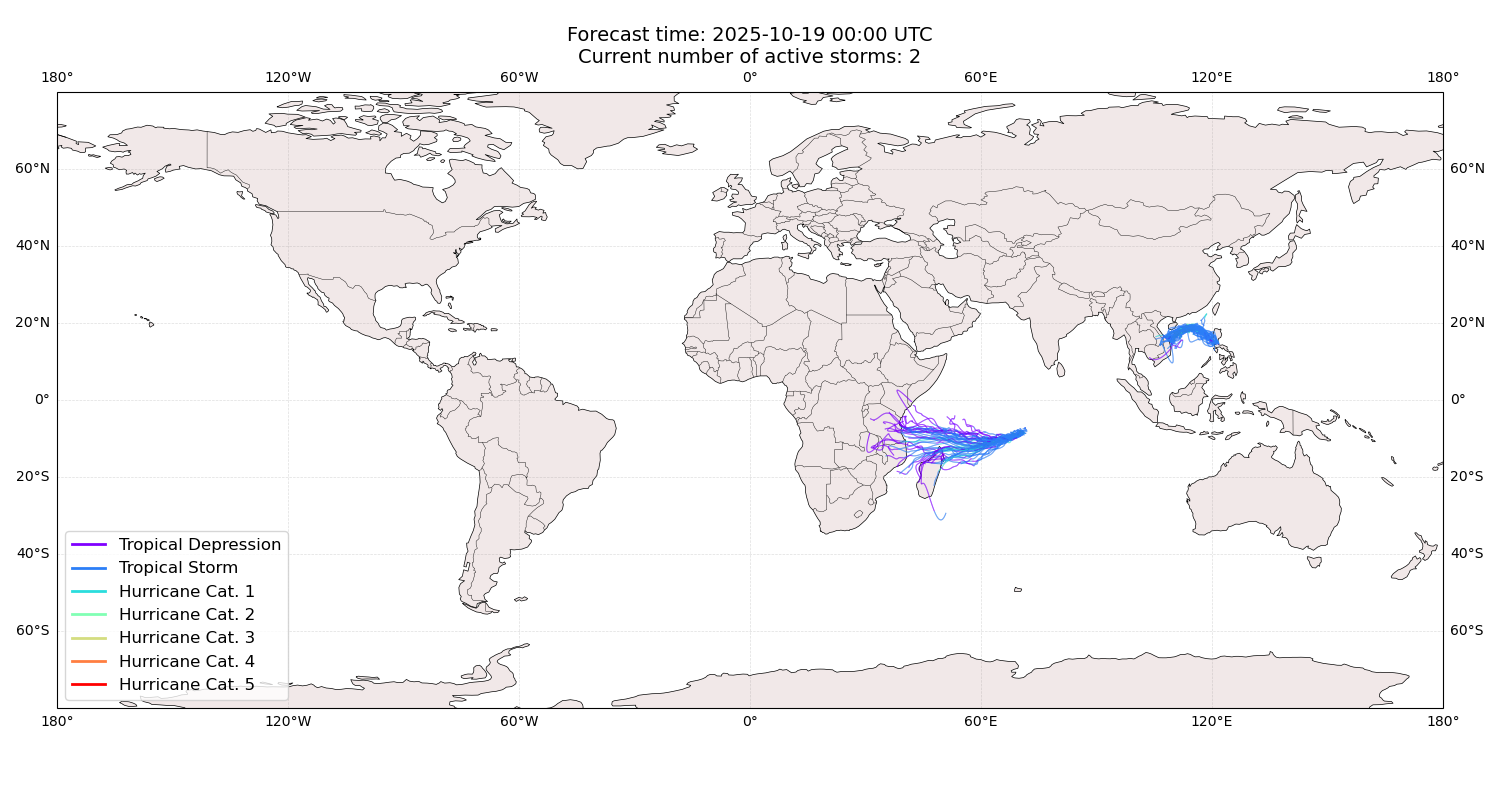 Forecast time: 2025-10-19 00:00 UTC
Current number of active storms: 2
180° 120°W 60°W 0° 60°E 120°E 180°
60°N 60°N
40°N 40°N
20°N 20°N
0° 0°
20°S 20°S
40°S 40°S
60°S 60°S
Tropical Depression
Tropical Storm
Hurricane Cat. 1
Hurricane Cat. 2
Hurricane Cat. 3
Hurricane Cat. 4
Hurricane Cat. 5
180° 120°W 60°W 0° 60°E 120°E 180°